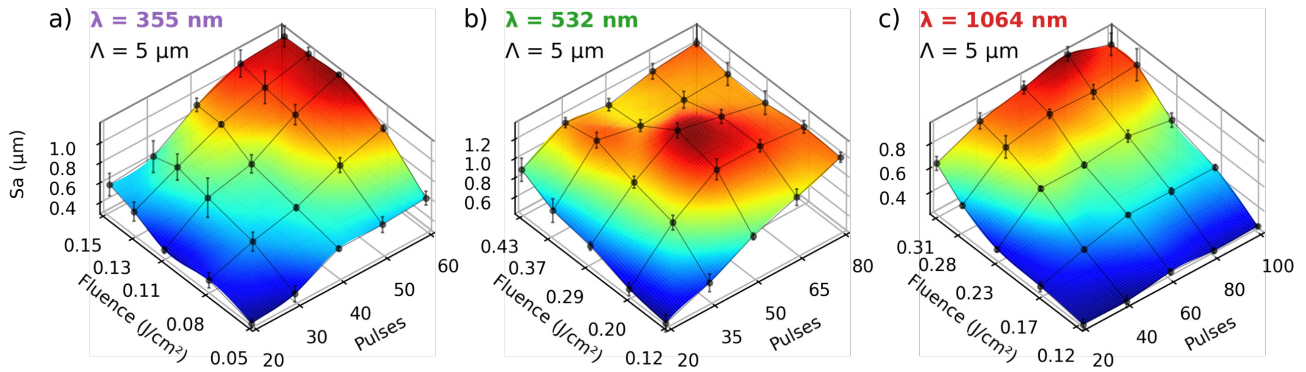 a)
λ = 355 nm
Λ = 5 μm
Sa (μm)
1.0
0.8
0.6
0.4
0.15
0.13
0.11
0.08
0.05
Fluence (J/cm²)
20
30
40
50
60
Pulses
b)
λ = 532 nm
Λ = 5 μm
1.2
1.0
0.8
0.6
0.43
0.37
0.29
0.20
0.12
Fluence (J/cm²)
20
35
50
65
80
Pulses
c)
λ = 1064 nm
Λ = 5 μm
0.8
0.6
0.4
0.31
0.28
0.23
0.17
0.12
Fluence (J/cm²)
20
40
60
80
100
Pulses